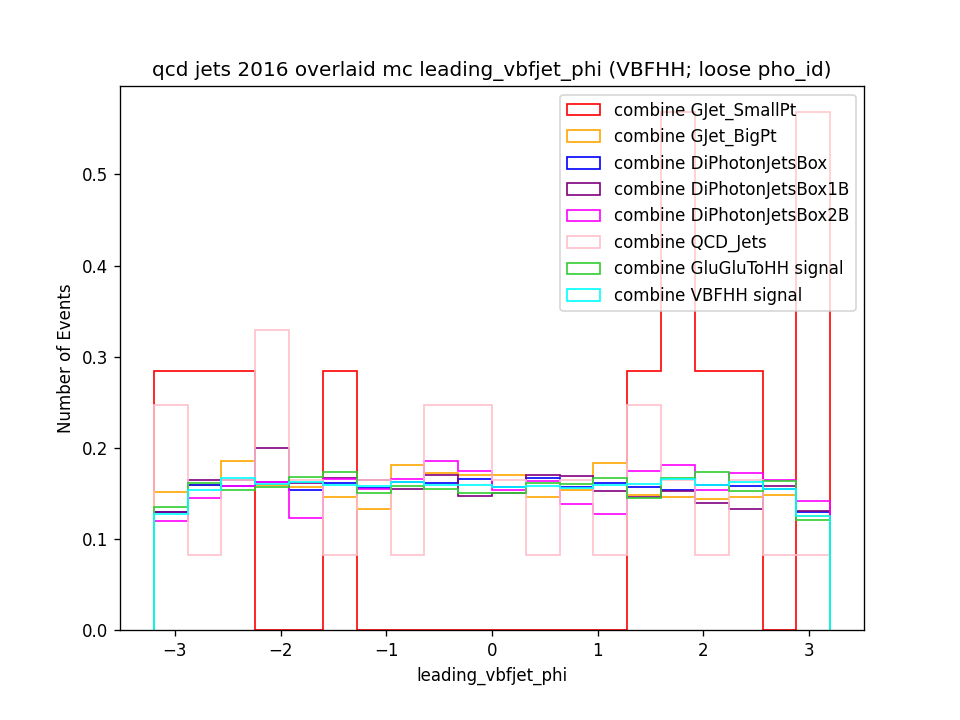 qcd jets 2016 overlaid mc leading_vbfjet_phi (VBFHH; loose pho_id)
combine GJet_SmallPt
combine GJet_BigPt
combine DiPhotonJetsBox
combine DiPhotonJetsBox1B
combine DiPhotonJetsBox2B
combine QCD_Jets
combine GluGluToHH signal
combine VBFHH signal
Number of Events
0.5
0.4
0.3
0.2
0.1
0.0
−3 −2 −1 0 1 2 3
leading_vbfjet_phi